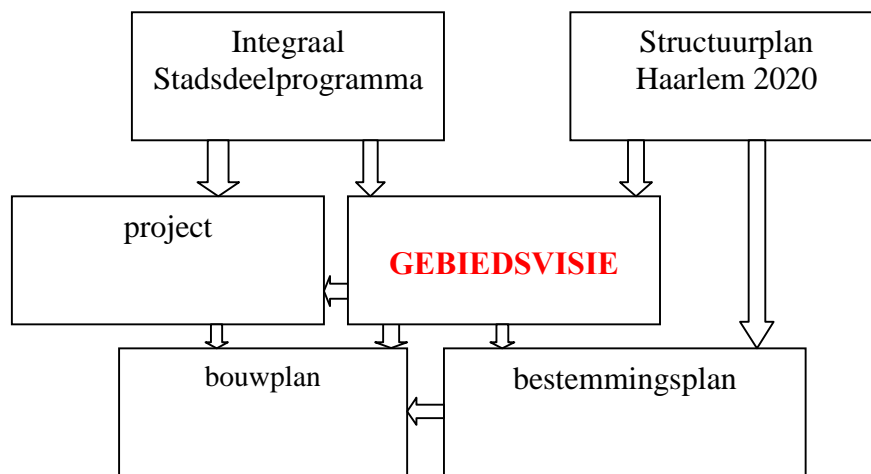 Integraal
Stadsdeelprogramma
Structuurplan
Haarlem 2020
project
GEBIEDSVISIE
bouwplan
bestemmingsplan